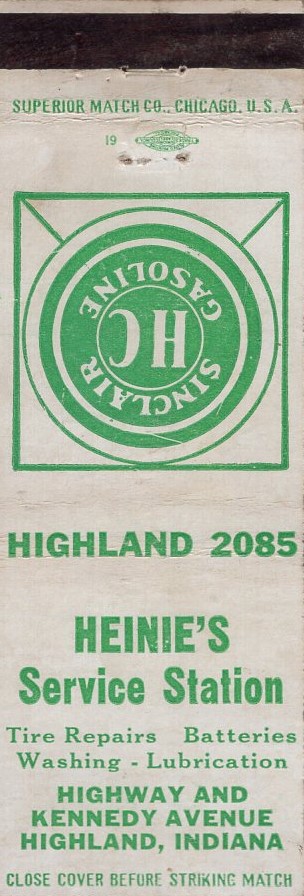 SUPERIOR MATCH CO., CHICAGO, U.S.A.
19
SINCLAIR
HC
GASOLINE
HIGHLAND 2085
HEINIE'S
Service Station
Tire Repairs Batteries
Washing - Lubrication
HIGHWAY AND
KENNEDY AVENUE
HIGHLAND, INDIANA
CLOSE COVER BEFORE STRIKING MATCH